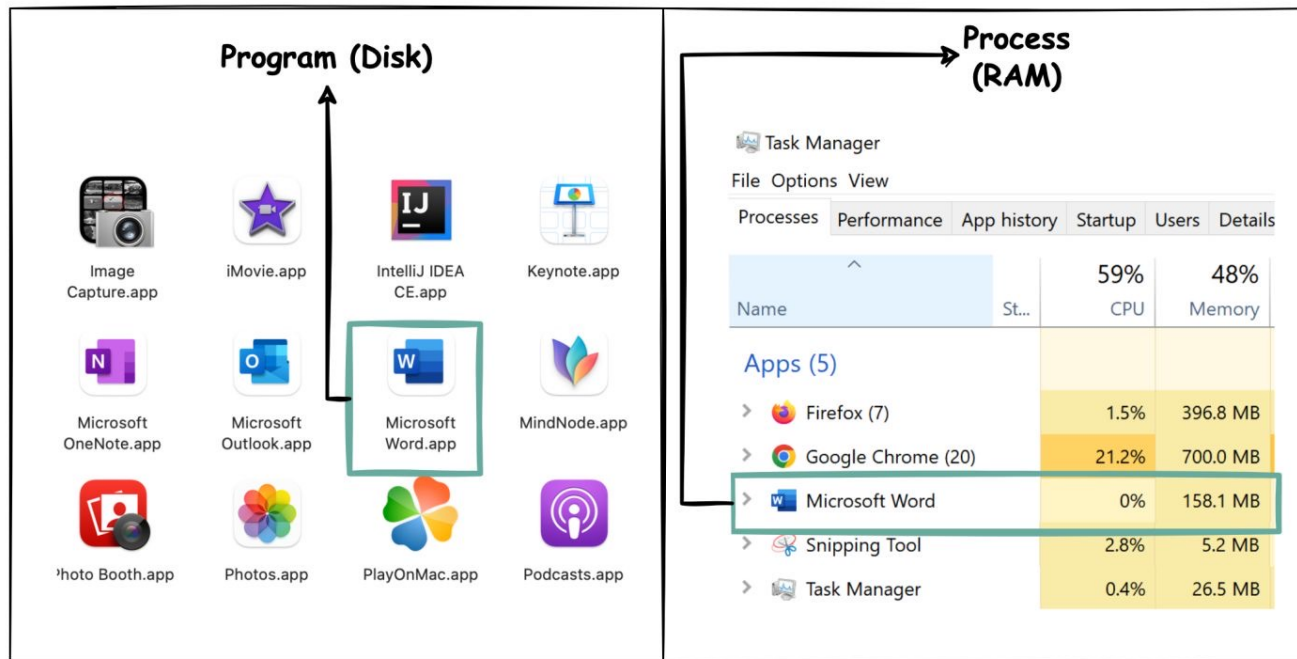 Program (Disk)
Image
Capture.app
iMovie.app
IJ
IntelliJ IDEA
CE.app
Keynote.app
N
Microsoft
OneNote.app
O
Microsoft
Outlook.app
W
Microsoft
Word.app
MindNode.app
Photo Booth.app
Photos.app
PlayOnMac.app
Podcasts.app
Process
(RAM)
Task Manager
File Options View
Processes Performance App history Startup Users Details
59% 48%
Name St... CPU Memory
Apps (5)
Firefox (7) 1.5% 396.8 MB
Google Chrome (20) 21.2% 700.0 MB
W Microsoft Word 0% 158.1 MB
Snipping Tool 2.8% 5.2 MB
Task Manager 0.4% 26.5 MB